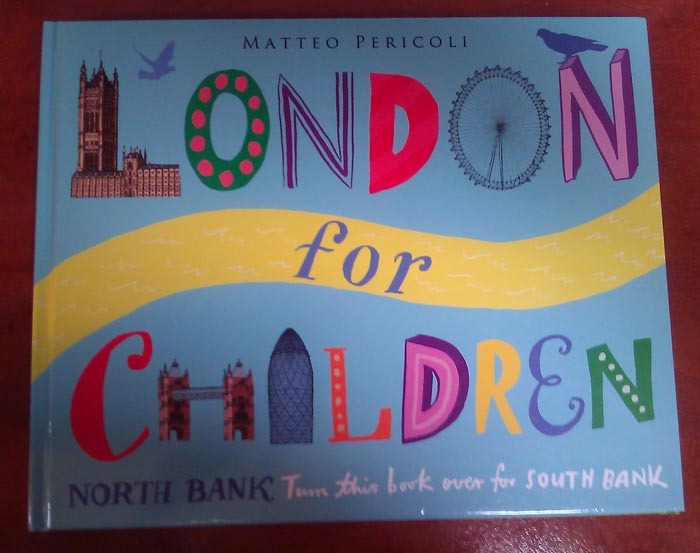 MATTEO PERICOLI
LONDON
for
CHILDREN
NORTH BANK Turn this book over for SOUTH BANK